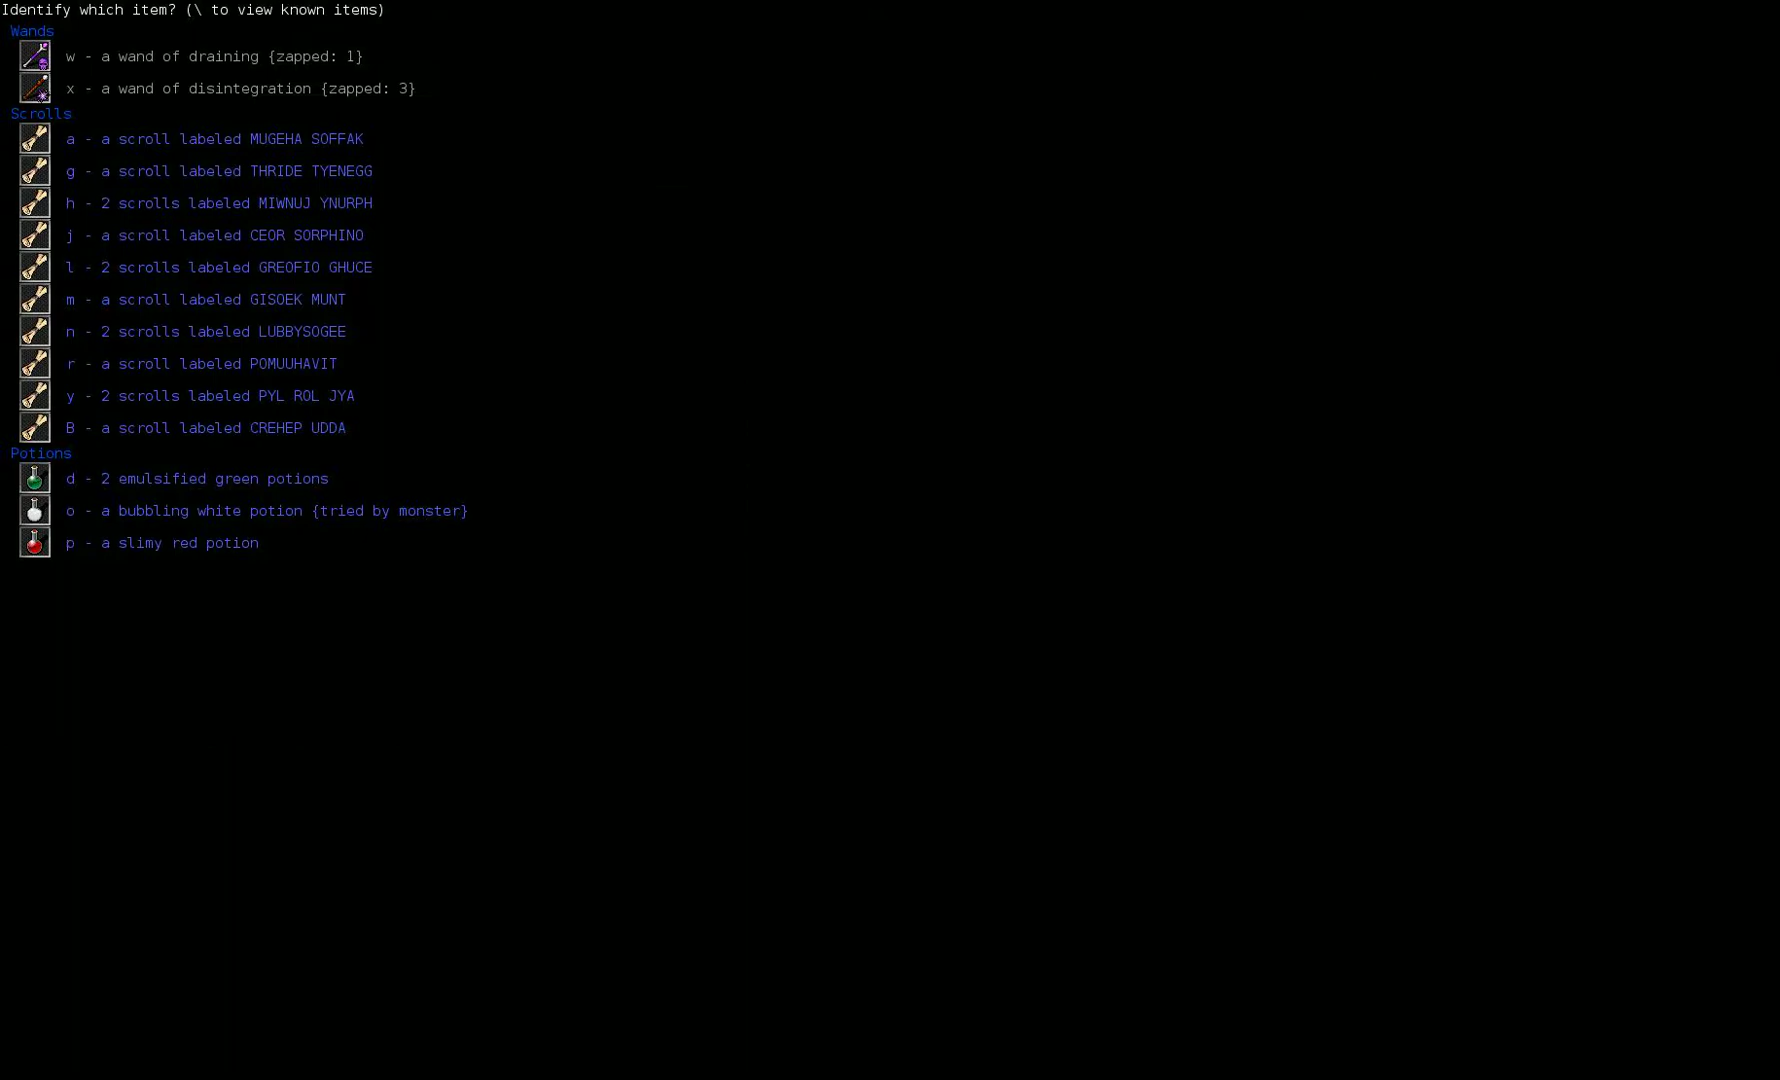 Identify which item? (\ to view known items)
Wands
w - a wand of draining {zapped: 1}
x - a wand of disintegration {zapped: 3}
Scrolls
a - a scroll labeled MUGEHA SOFFAK
g - a scroll labeled THRIDE TYENEGG
h - 2 scrolls labeled MIWNUJ YNURPH
j - a scroll labeled CEOR SORPHINO
l - 2 scrolls labeled GREOFIO GHUCE
m - a scroll labeled GISOEK MUNT
n - 2 scrolls labeled LUBBYSOGEE
r - a scroll labeled POMUUHAVIT
y - 2 scrolls labeled PYL ROL JYA
B - a scroll labeled CREHEP UDDA
Potions
d - 2 emulsified green potions
o - a bubbling white potion {tried by monster}
p - a slimy red potion